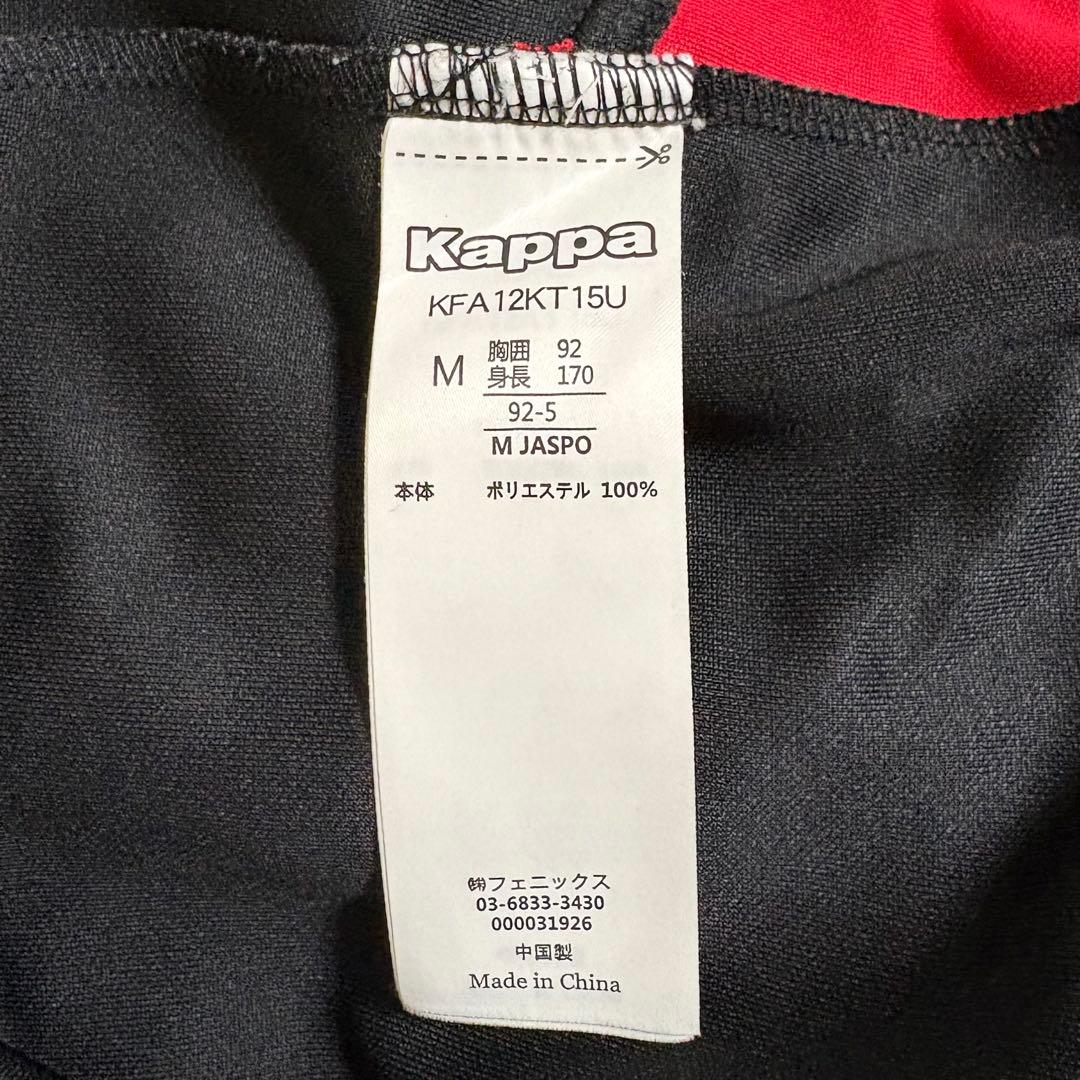 Kappa
KFA12KT15U
M
胸囲 92
身長 170
92-5
M JASPO
本体 ポリエステル 100%
㈱フェニックス
03-6833-3430
000031926
中国製
Made in China